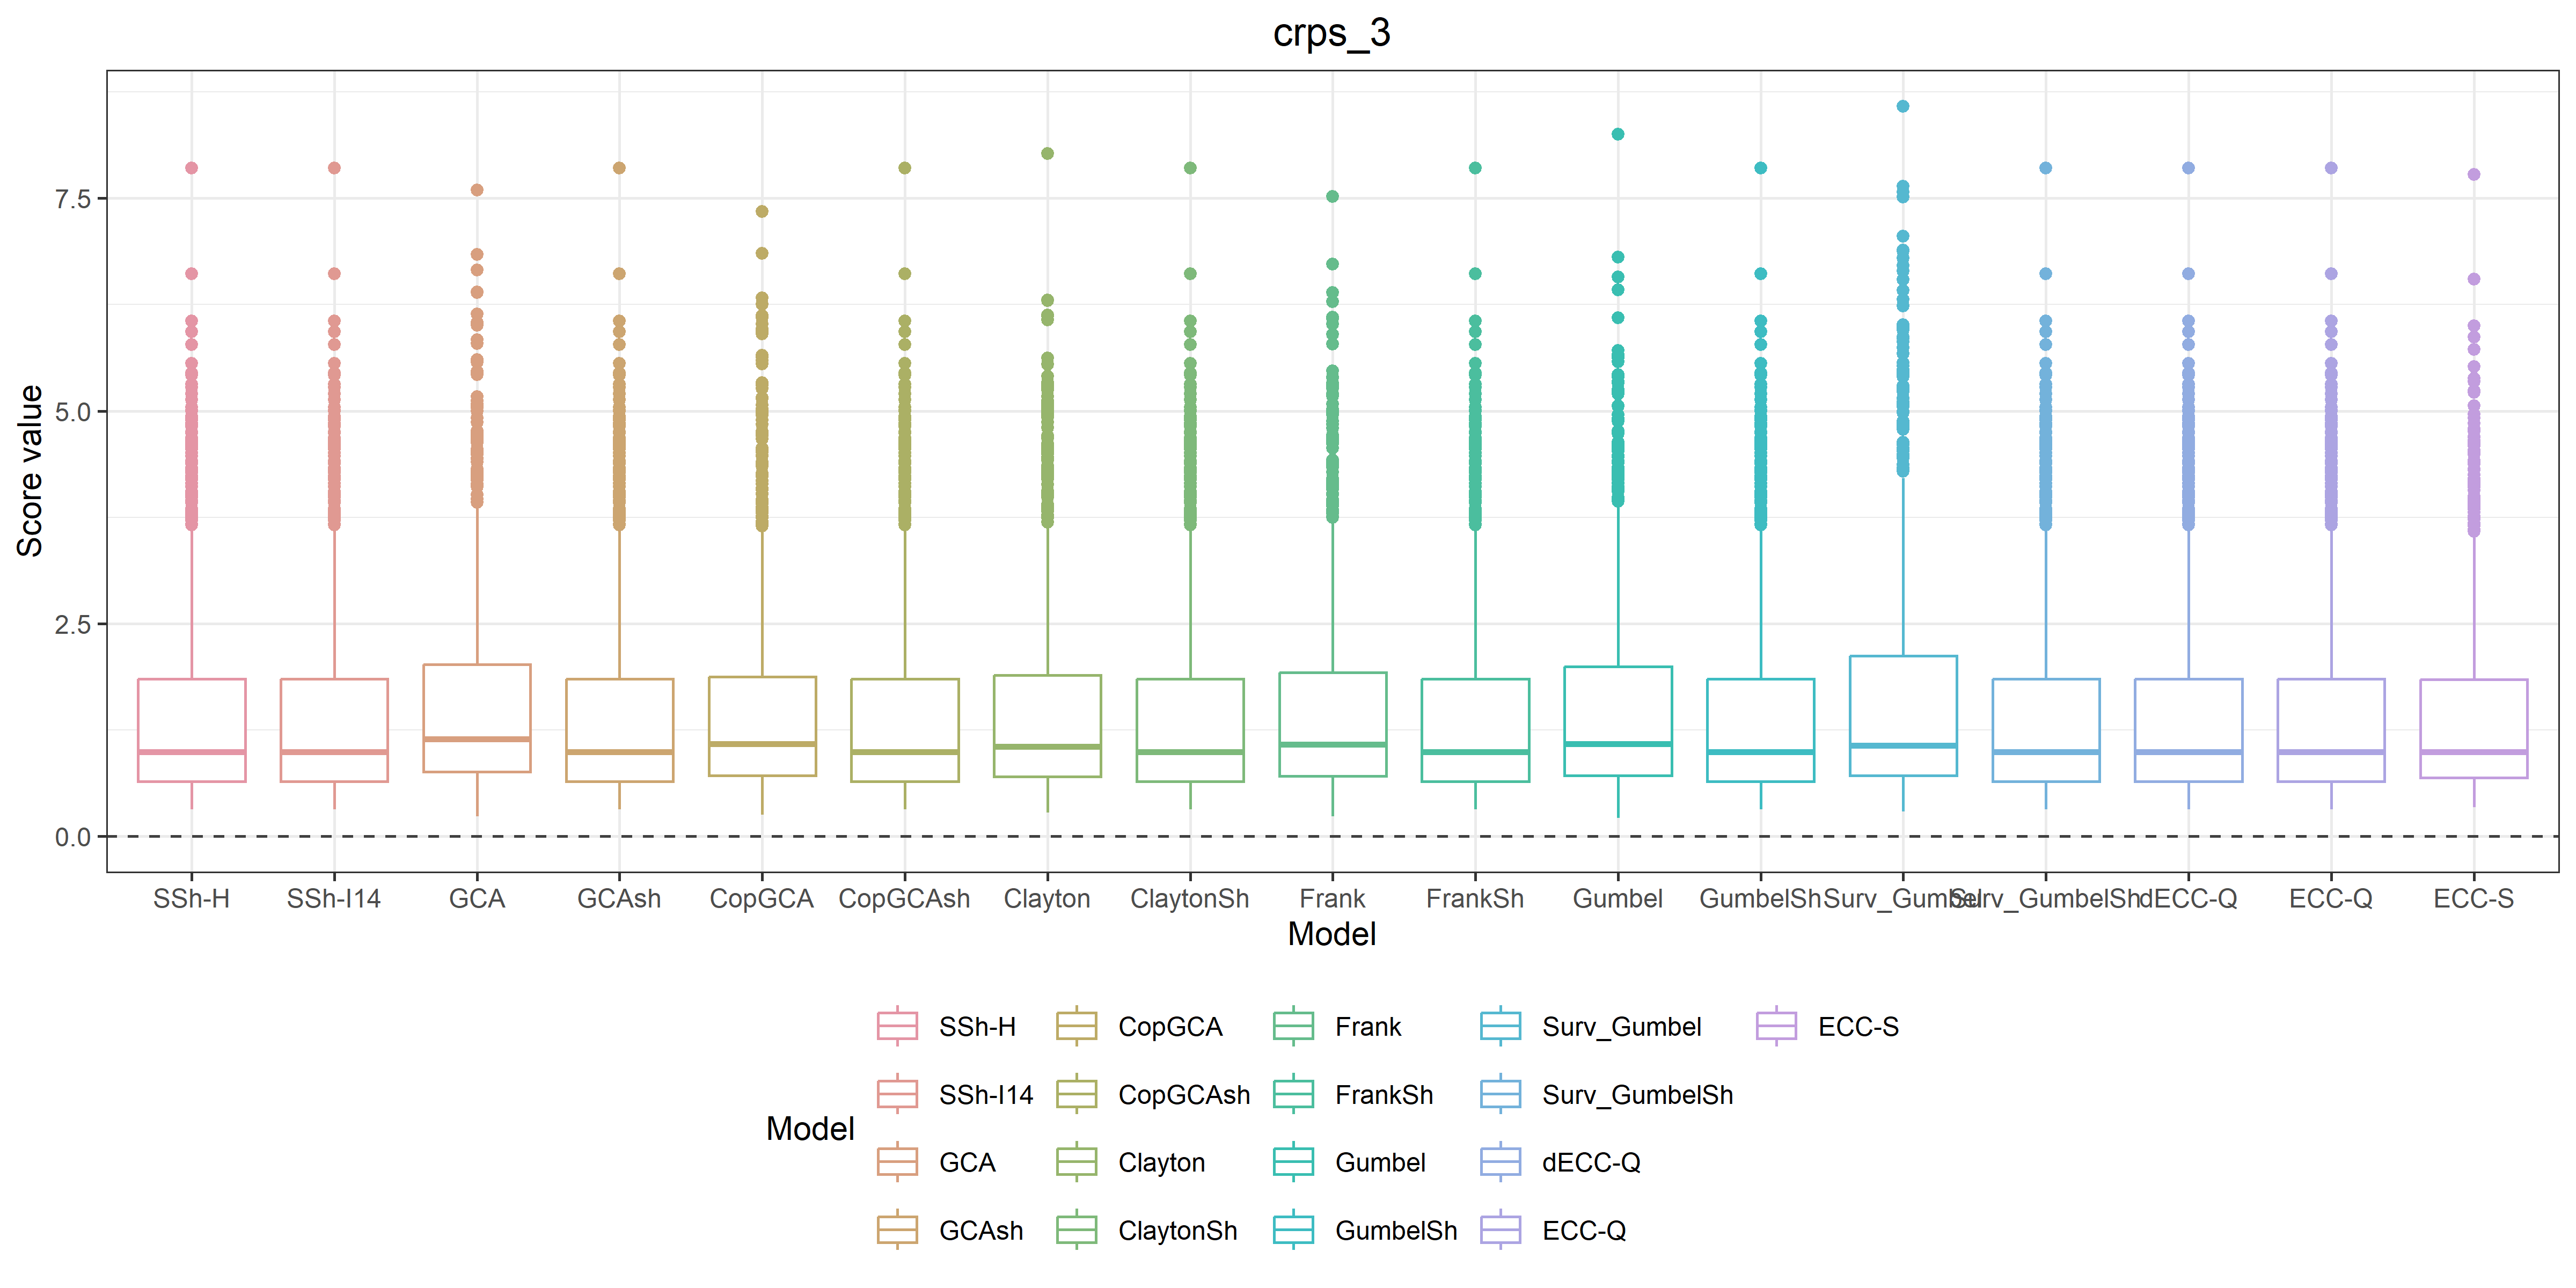 crps_3
Score value
7.5
5.0
2.5
0.0
SSh-H SSh-I14 GCA GCAsh CopGCA CopGCAsh Clayton ClaytonSh Frank FrankSh Gumbel GumbelSh Surv_Gumbel Surv_GumbelSh dECC-Q ECC-Q ECC-S
Model
Model
SSh-H CopGCA Frank Surv_Gumbel ECC-S
SSh-I14 CopGCAsh FrankSh Surv_GumbelSh
GCA Clayton Gumbel dECC-Q
GCAsh ClaytonSh GumbelSh ECC-Q